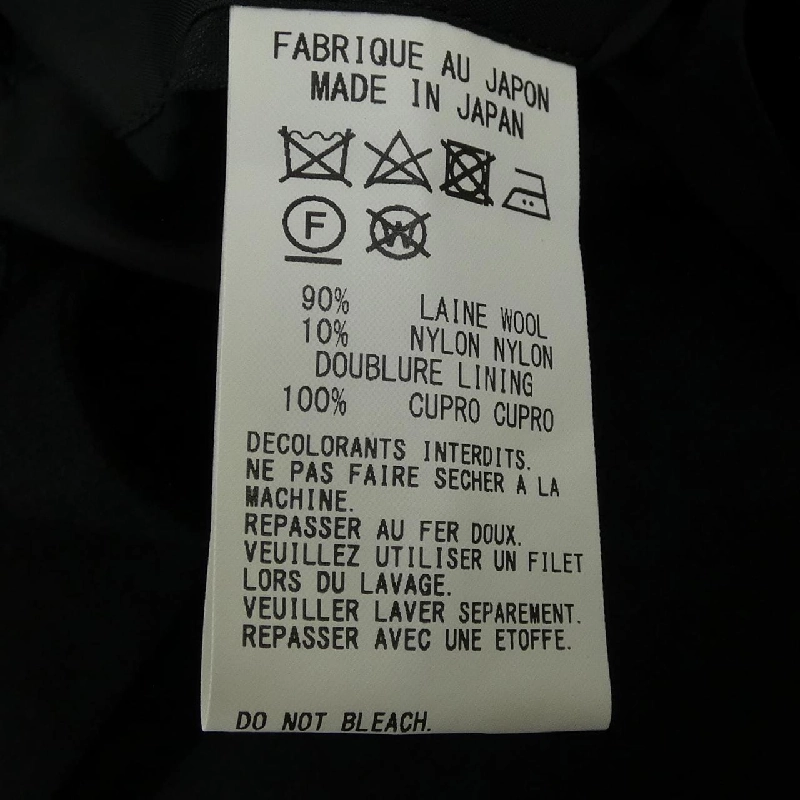 FABRIQUE AU JAPON
MADE IN JAPAN
F W
90% LAINE WOOL
10% NYLON NYLON
DOUBLURE LINING
100% CUPRO CUPRO
DECOLORANTS INTERDITS.
NE PAS FAIRE SECHER A LA
MACHINE.
REPASSER AU FER DOUX.
VEUILLEZ UTILISER UN FILET
LORS DU LAVAGE.
VEUILLER LAVER SEPAREMENT.
REPASSER AVEC UNE ETOFFE.
DO NOT BLEACH.